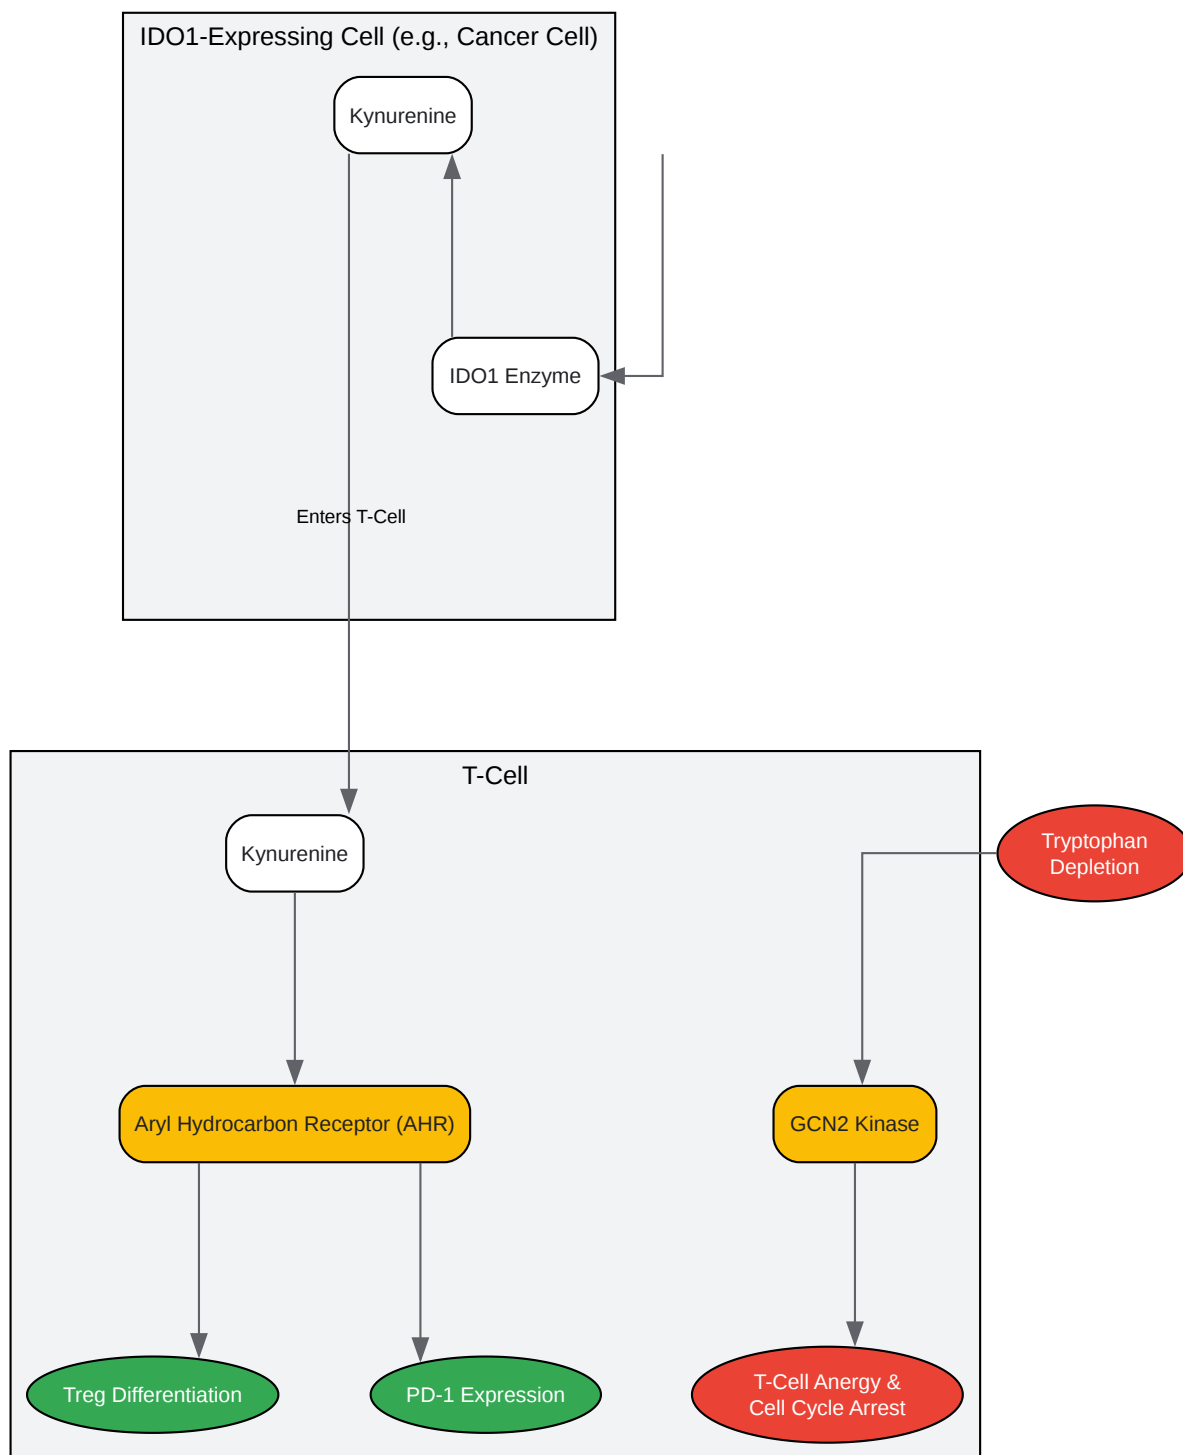 IDO1-Expressing Cell (e.g., Cancer Cell)
Kynurenine
IDO1 Enzyme
Enters T-Cell
T-Cell
Kynurenine
Tryptophan
Depletion
Aryl Hydrocarbon Receptor (AHR)
GCN2 Kinase
Treg Differentiation
PD-1 Expression
T-Cell Anergy &
Cell Cycle Arrest